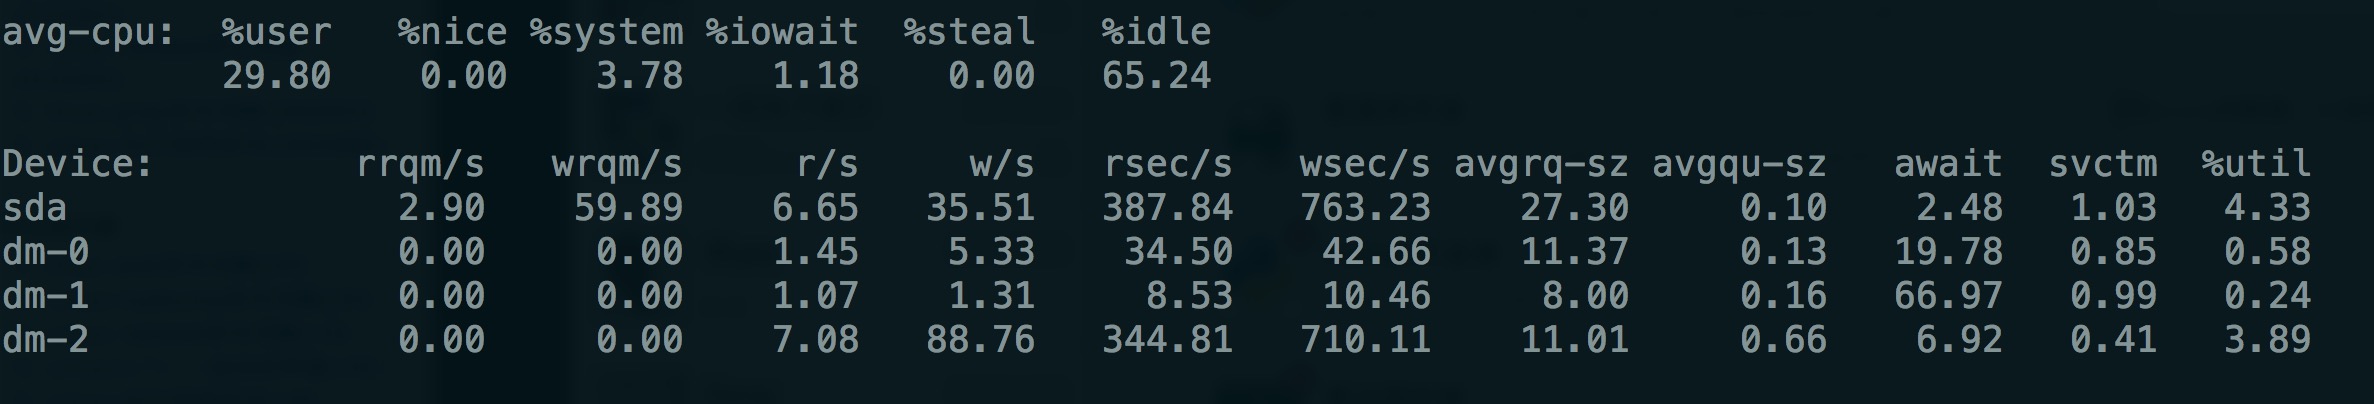 avg-cpu:  %user   %nice %system %iowait  %steal   %idle
          29.80    0.00    3.78    1.18    0.00   65.24
Device:         rrqm/s   wrqm/s     r/s     w/s   rsec/s   wsec/s avgrq-sz avgqu-sz   await  svctm  %util
sda               2.90    59.89    6.65   35.51   387.84   763.23    27.30     0.10    2.48   1.03   4.33
dm-0              0.00     0.00    1.45    5.33    34.50    42.66    11.37     0.13   19.78   0.85   0.58
dm-1              0.00     0.00    1.07    1.31     8.53    10.46     8.00     0.16   66.97   0.99   0.24
dm-2              0.00     0.00    7.08   88.76   344.81   710.11    11.01     0.66    6.92   0.41   3.89